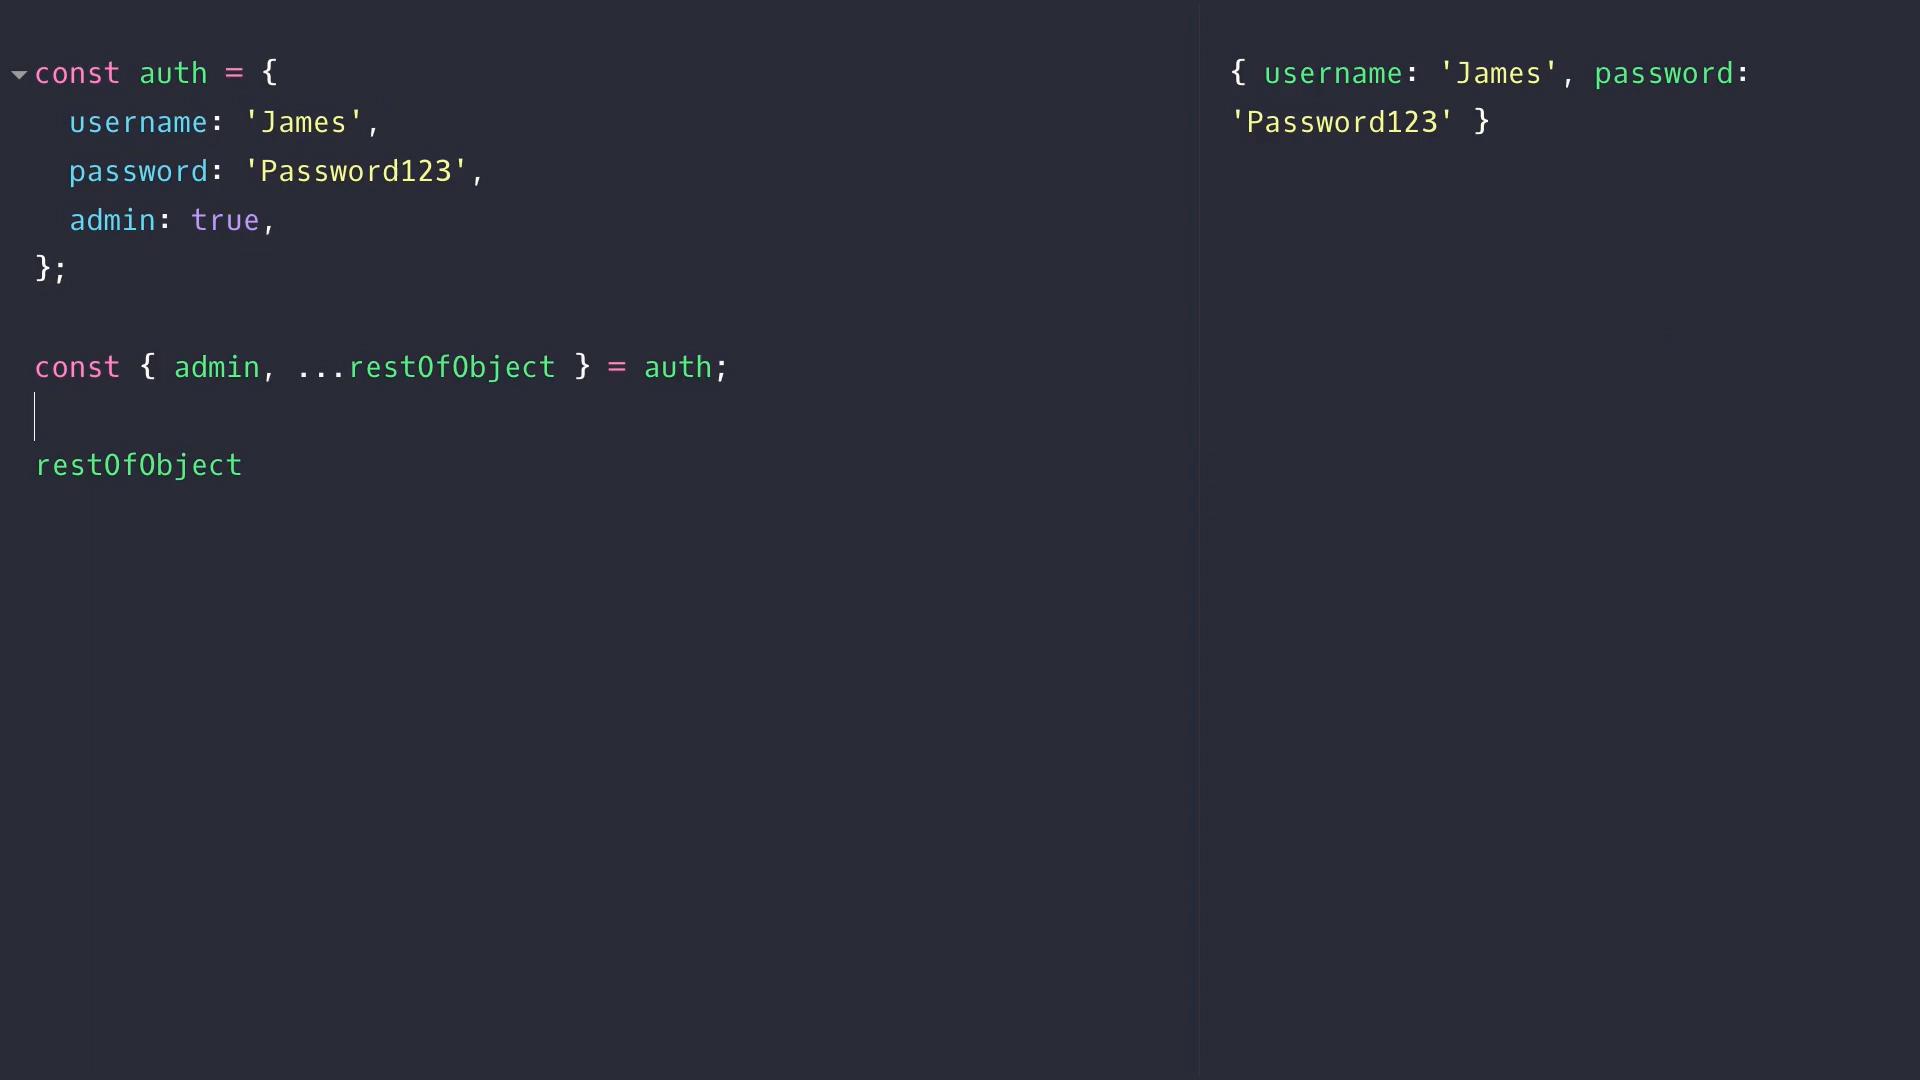 const auth = {
  username: 'James',
  password: 'Password123',
  admin: true,
};
const { admin, ...restOfObject } = auth;
restOfObject
{ username: 'James', password:
'Password123' }